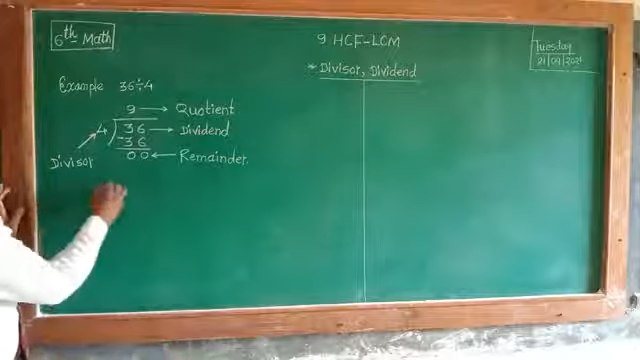 6th Math
9 HCF-LCM
Tuesday
21/09/2021
* Divisor, Dividend
Example 36÷4
9 → Quotient
4) 36 → Dividend
-36
Divisor
00 ← Remainder.